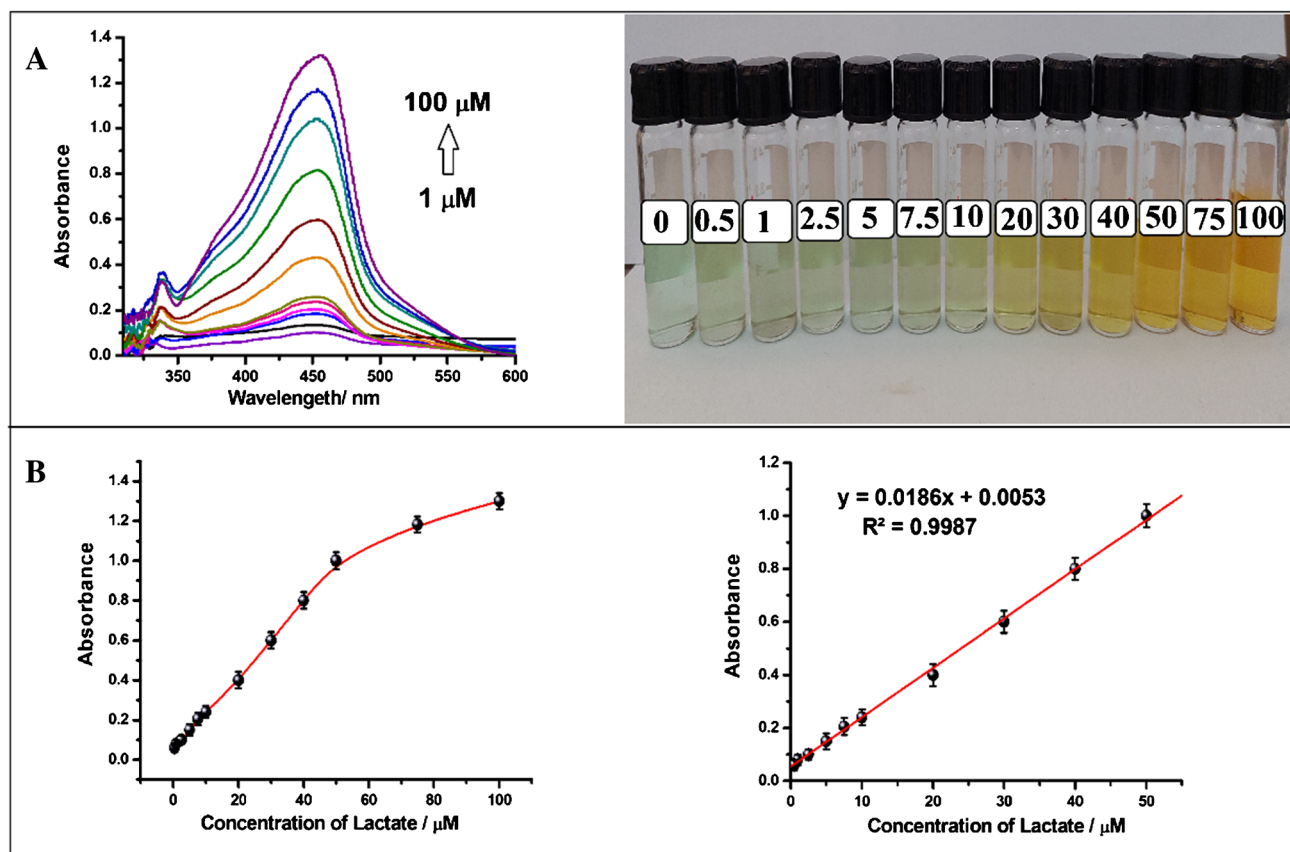 A
1.4
1.2
1.0
0.8
0.6
0.4
0.2
0.0
Absorbance
350 400 450 500 550 600
Wavelengeth/ nm
100 μM
1 μM
0 0.5 1 2.5 5 7.5 10 20 30 40 50 75 100
B
1.4
1.2
1.0
0.8
0.6
0.4
0.2
0.0
Absorbance
0 20 40 60 80 100
Concentration of Lactate / μM
y = 0.0186x + 0.0053
R² = 0.9987
1.2
1.0
0.8
0.6
0.4
0.2
0.0
Absorbance
0 10 20 30 40 50
Concentration of Lactate / μM